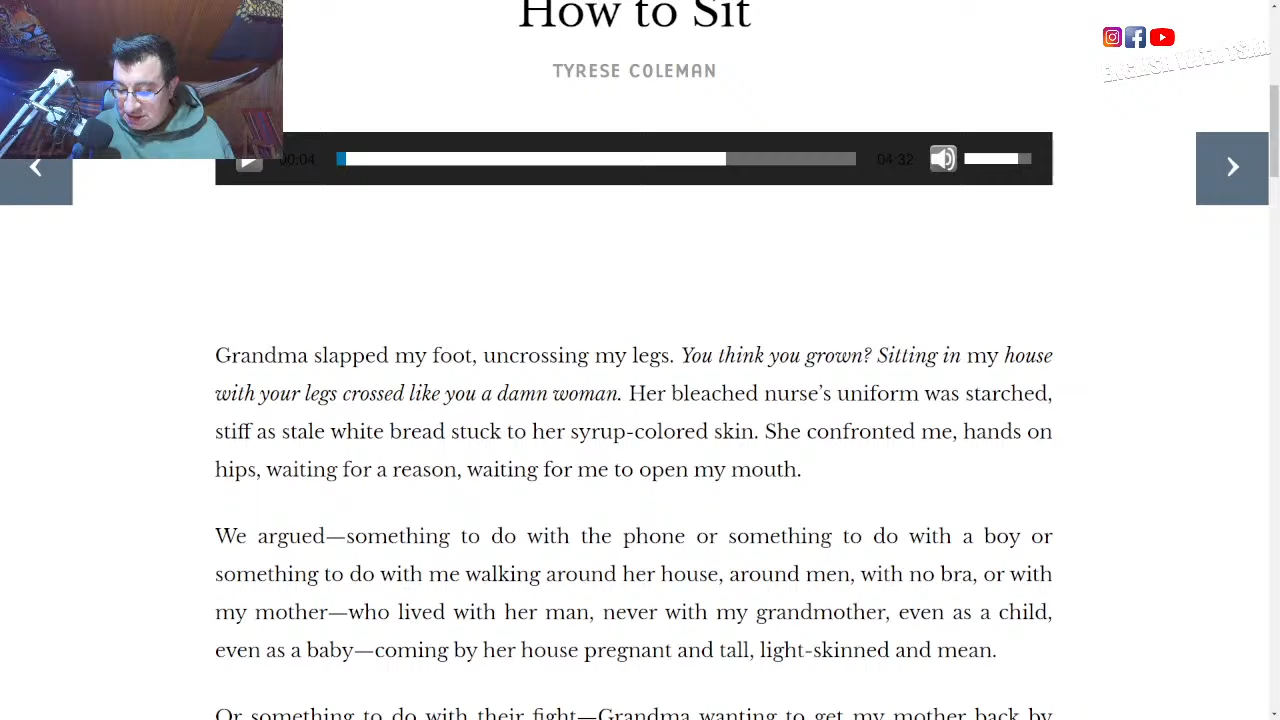 How to Sit
TYRESE COLEMAN
ENGLISH WITH TSAR
00:04
04:32
Grandma slapped my foot, uncrossing my legs. You think you grown? Sitting in my house
with your legs crossed like you a damn woman. Her bleached nurse’s uniform was starched,
stiff as stale white bread stuck to her syrup-colored skin. She confronted me, hands on
hips, waiting for a reason, waiting for me to open my mouth.
We argued—something to do with the phone or something to do with a boy or
something to do with me walking around her house, around men, with no bra, or with
my mother—who lived with her man, never with my grandmother, even as a child,
even as a baby—coming by her house pregnant and tall, light-skinned and mean.
Or something to do with their fight—Grandma wanting to get my mother back by